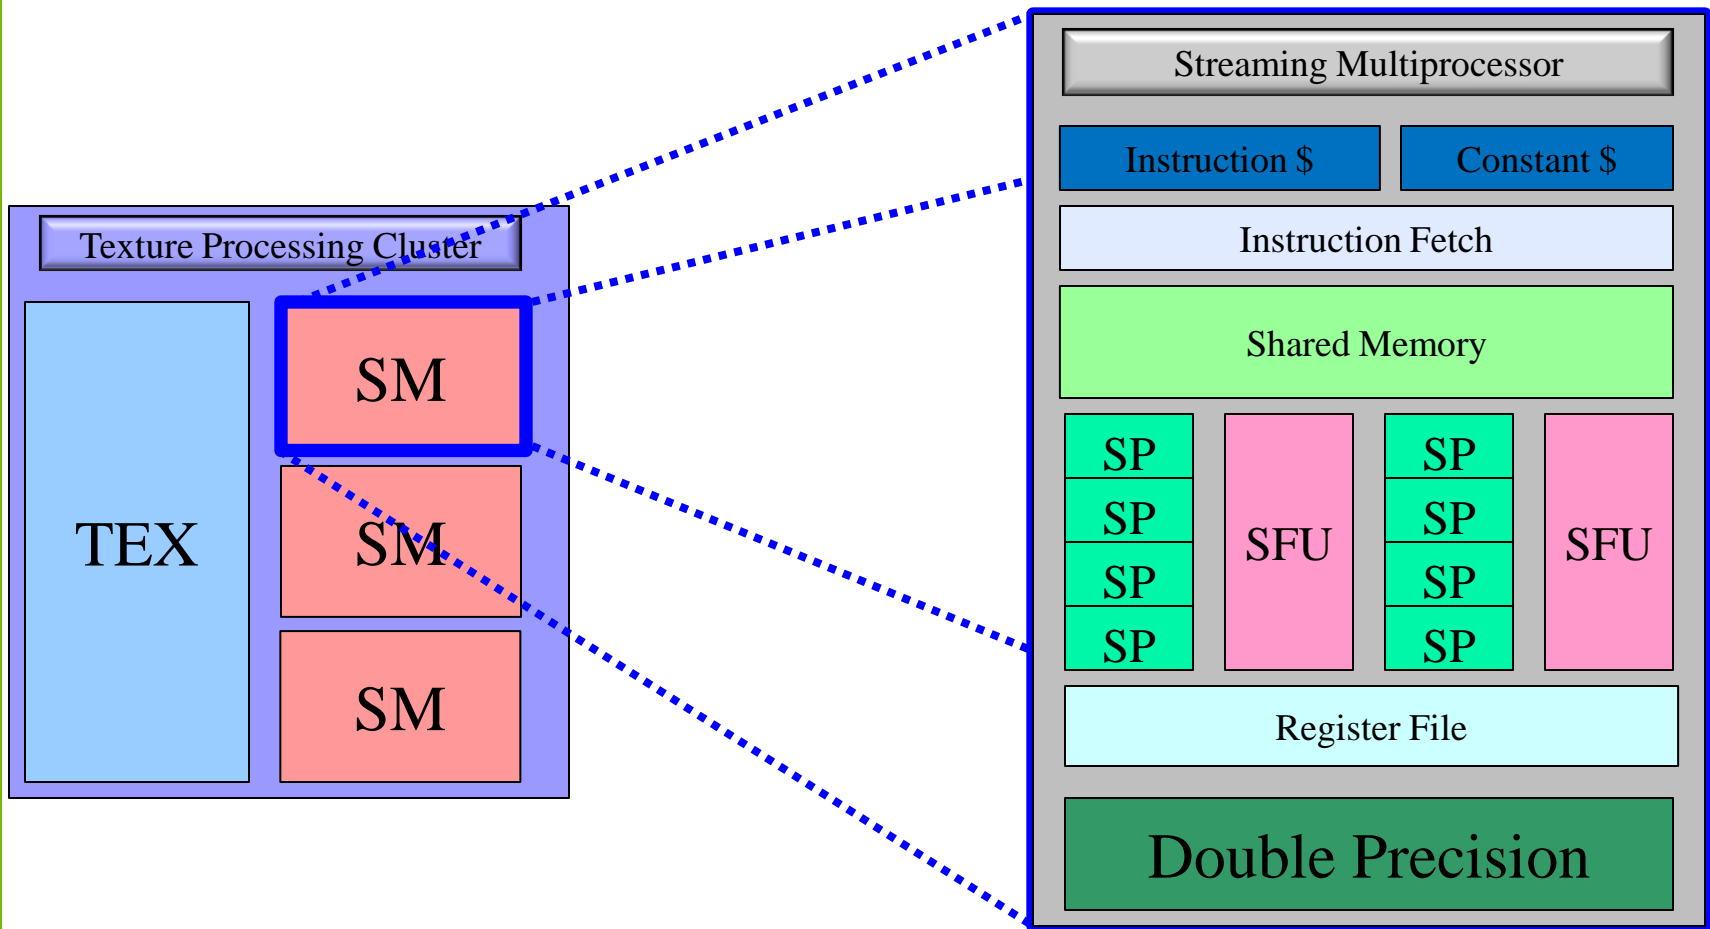 Texture Processing Cluster
TEX
SM
SM
SM
Streaming Multiprocessor
Instruction $
Constant $
Instruction Fetch
Shared Memory
SP
SP
SP
SP
SFU
SP
SP
SP
SP
SFU
Register File
Double Precision